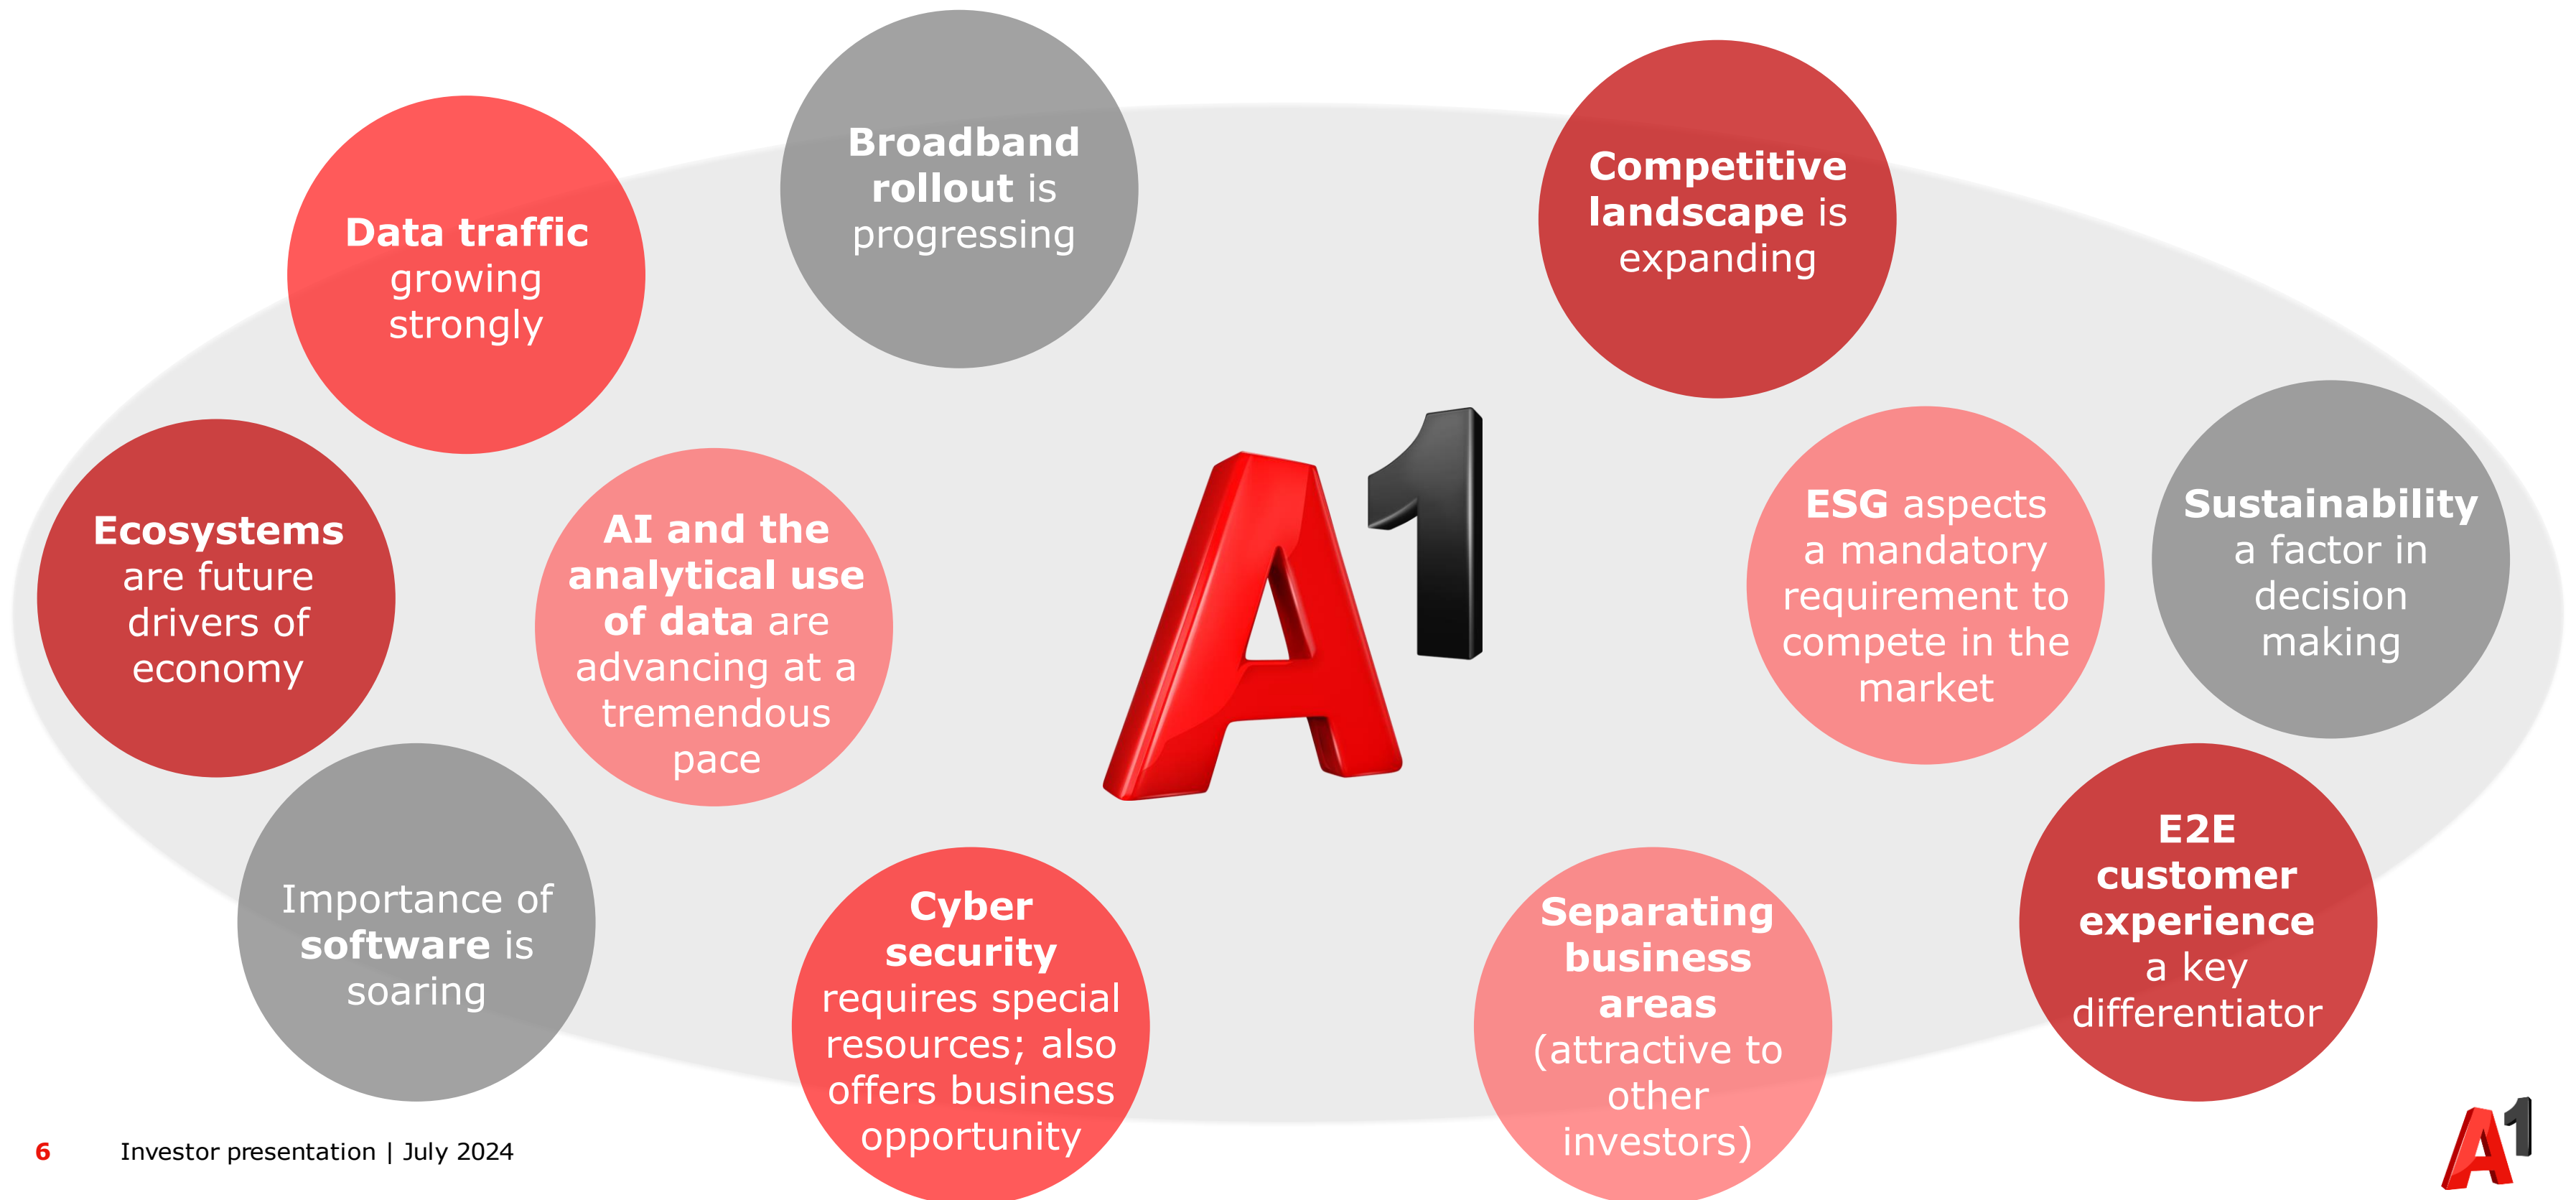 Broadband
rollout is
progressing
Competitive
landscape is
expanding
Data traffic
growing
strongly
Ecosystems
are future
drivers of
economy
AI and the
analytical use
of data are
advancing at a
tremendous
pace
A1
ESG aspects
a mandatory
requirement to
compete in the
market
Sustainability
a factor in
decision
making
Importance of
software is
soaring
Cyber
security
requires special
resources; also
offers business
opportunity
Separating
business
areas
(attractive to
other
investors)
E2E
customer
experience
a key
differentiator
6 Investor presentation | July 2024
A1